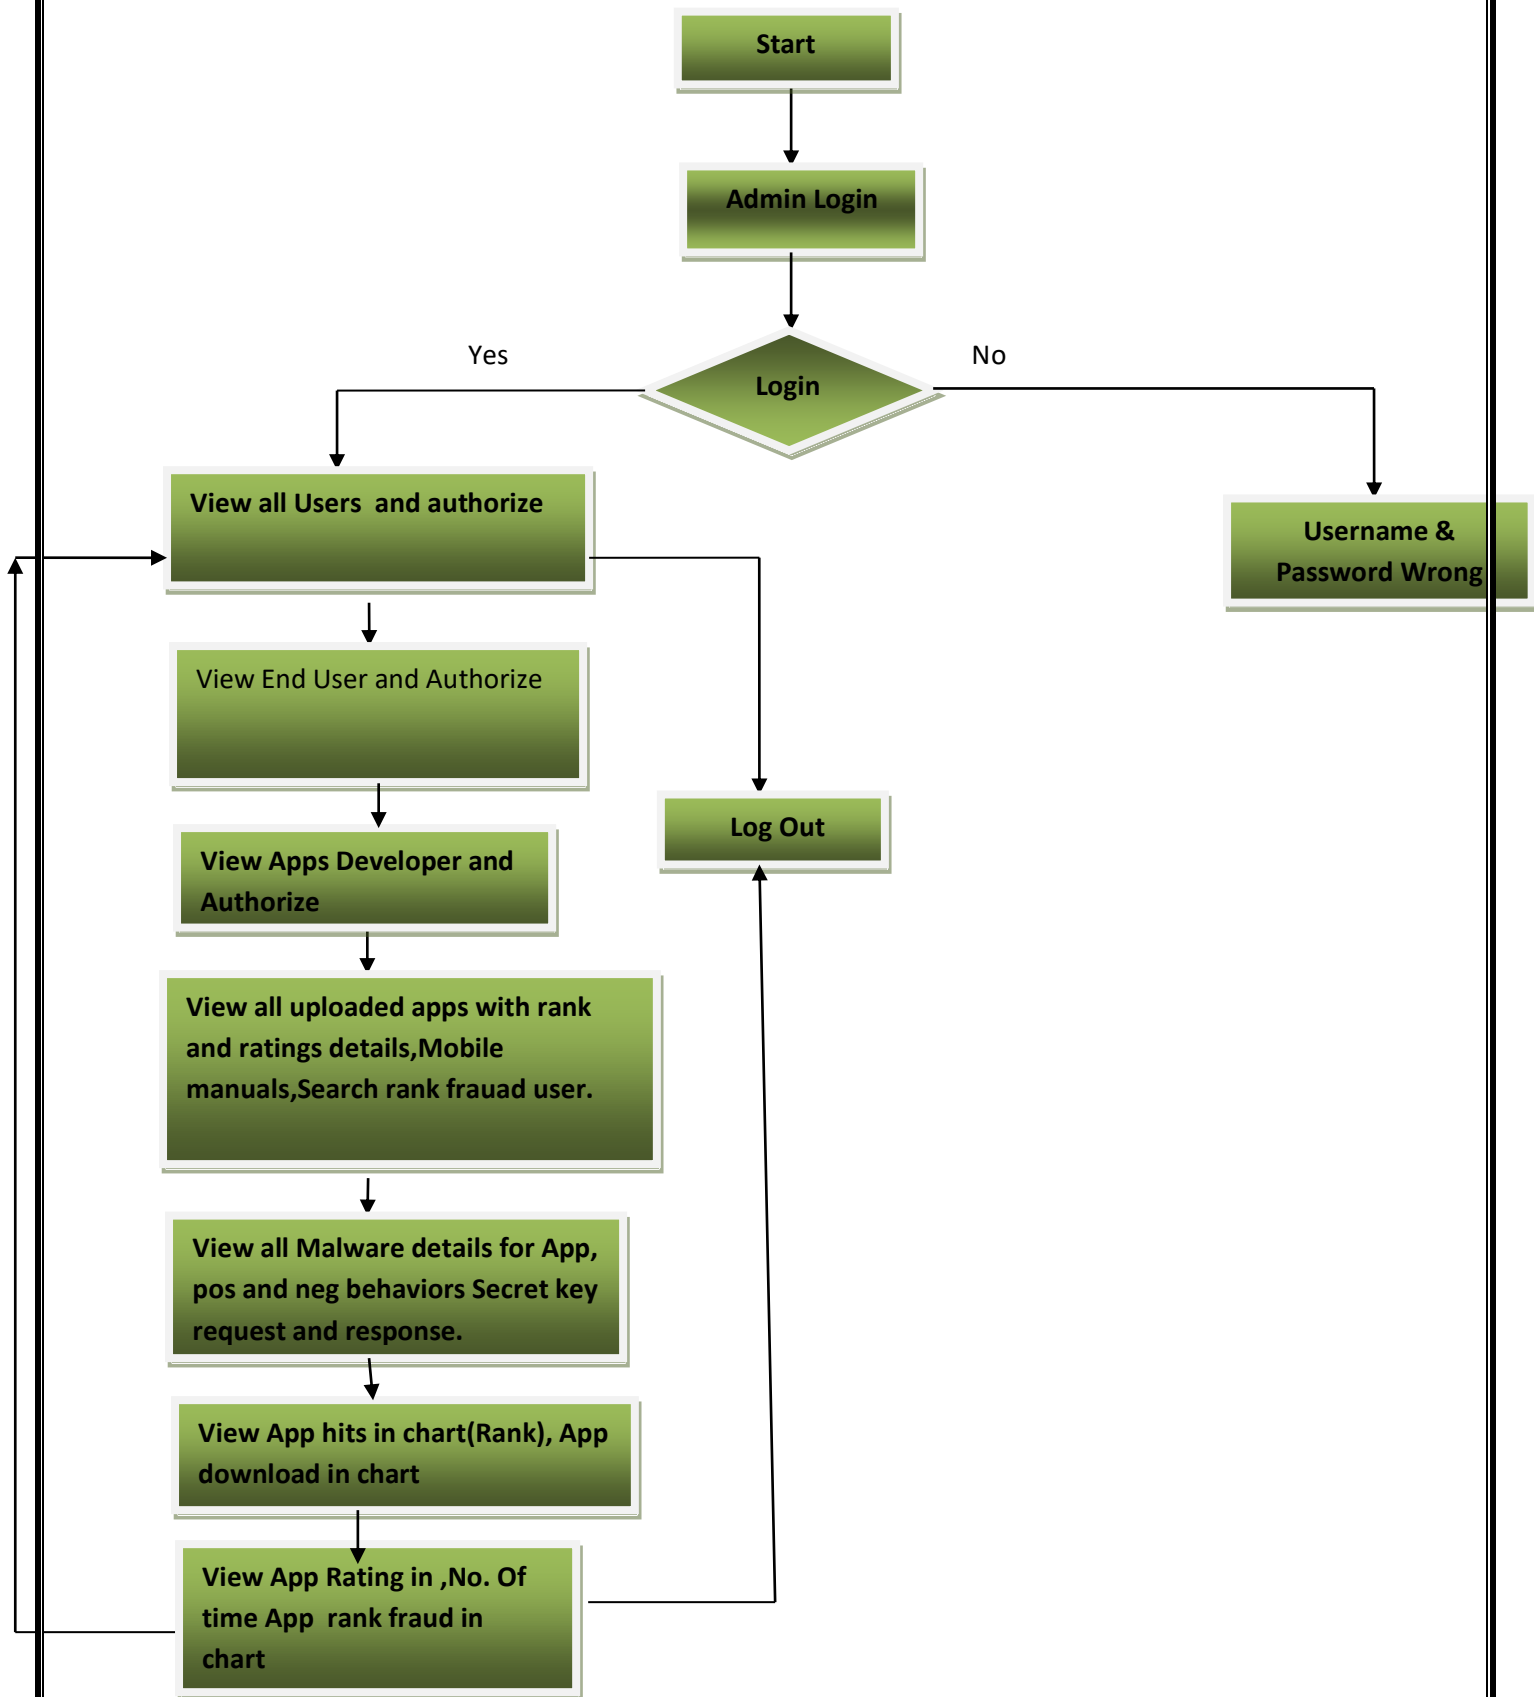 Start
Admin Login
Yes
No
Login
View all Users  and authorize
Username &
Password Wrong
View End User and Authorize
Log Out
View Apps Developer and
Authorize
View all uploaded apps with rank
and ratings details,Mobile
manuals,Search rank frauad user.
View all Malware details for App,
pos and neg behaviors Secret key
request and response.
View App hits in chart(Rank), App
download in chart
View App Rating in ,No. Of
time App  rank fraud in
chart